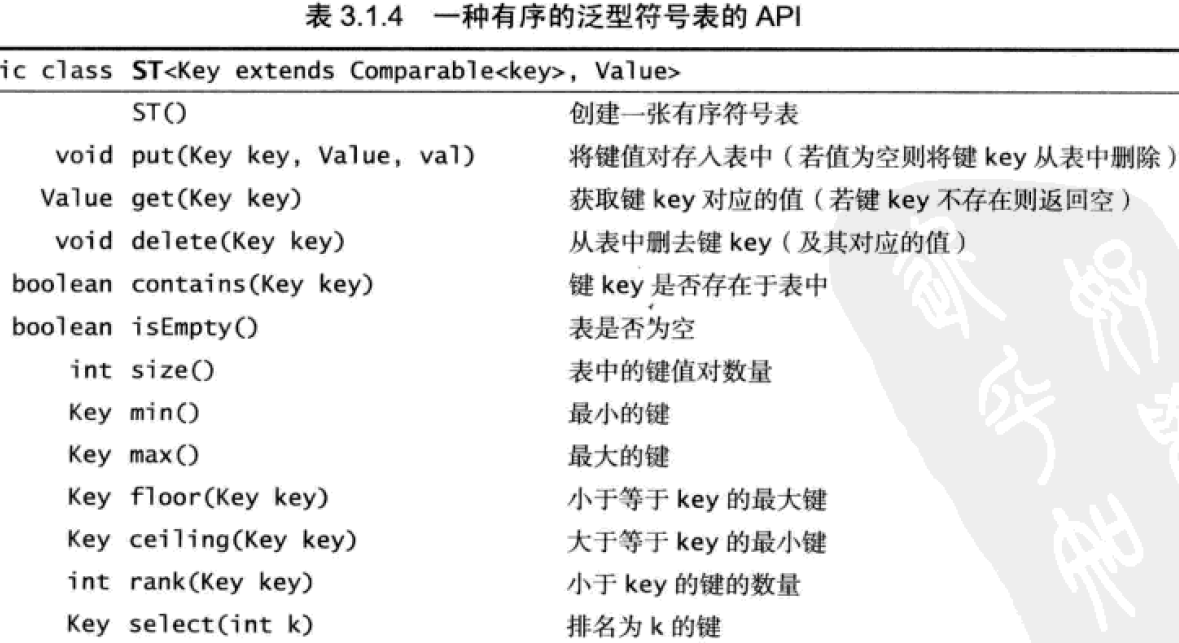 表 3.1.4 一种有序的泛型符号表的 API
ic class ST<Key extends Comparable<key>, Value>
ST() 创建一张有序符号表
void put(Key key, Value, val) 将键值对存入表中（若值为空则将键 key 从表中删除）
Value get(Key key) 获取键 key 对应的值（若键 key 不存在则返回空）
void delete(Key key) 从表中删去键 key（及其对应的值）
boolean contains(Key key) 键 key 是否存在于表中
boolean isEmpty() 表是否为空
int size() 表中的键值对数量
Key min() 最小的键
Key max() 最大的键
Key floor(Key key) 小于等于 key 的最大键
Key ceiling(Key key) 大于等于 key 的最小键
int rank(Key key) 小于 key 的键的数量
Key select(int k) 排名为 k 的键